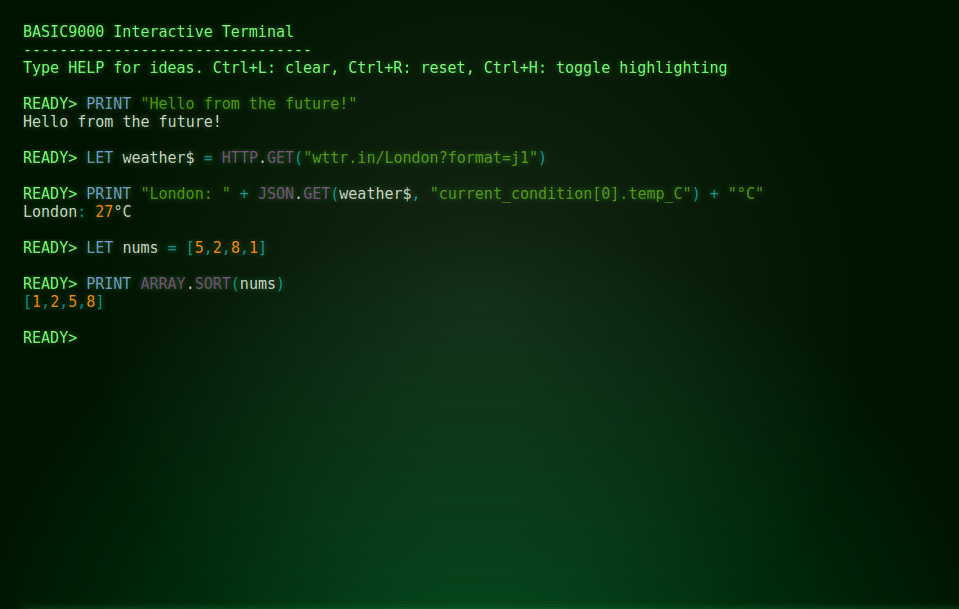 BASIC9000 Interactive Terminal
--------------------------------
Type HELP for ideas. Ctrl+L: clear, Ctrl+R: reset, Ctrl+H: toggle highlighting
READY> PRINT "Hello from the future!"
Hello from the future!
READY> LET weather$ = HTTP.GET("wttr.in/London?format=j1")
READY> PRINT "London: " + JSON.GET(weather$, "current_condition[0].temp_C") + "°C"
London: 27°C
READY> LET nums = [5,2,8,1]
READY> PRINT ARRAY.SORT(nums)
[1,2,5,8]
READY>